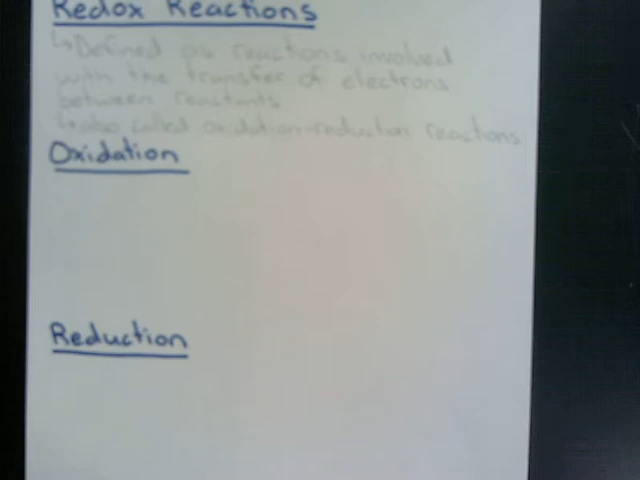 Redox Reactions
↳Defined as reactions involved
with the transfer of electrons
between reactants
↳also called oxidation-reduction reactions
Oxidation
Reduction